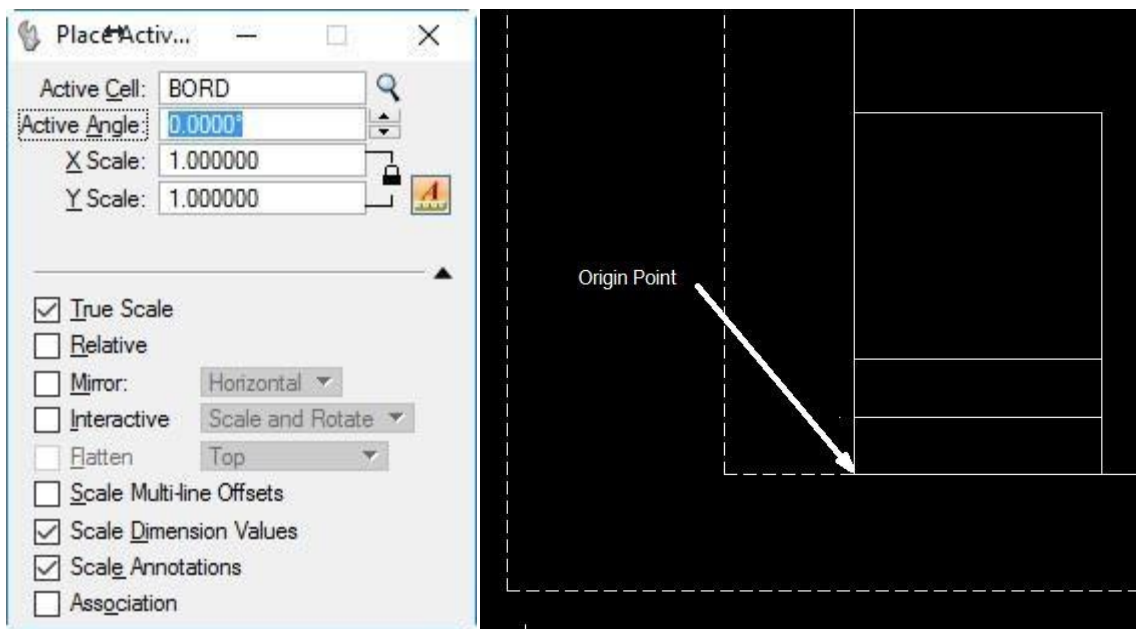 Place Activ...
Active Cell: BORD
Active Angle: 0.0000°
X Scale: 1.000000
Y Scale: 1.000000
A
True Scale
Relative
Mirror: Horizontal
Interactive Scale and Rotate
Flatten Top
Scale Multi-line Offsets
Scale Dimension Values
Scale Annotations
Association
Origin Point